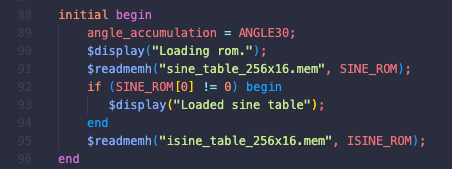 88 initial begin
89 angle_accumulation = ANGLE30;
90 $display("Loading rom.");
91 $readmemh("sine_table_256x16.mem", SINE_ROM);
92 if (SINE_ROM[0] != 0) begin
93 $display("Loaded sine table");
94 end
95 $readmemh("isine_table_256x16.mem", ISINE_ROM);
96 end